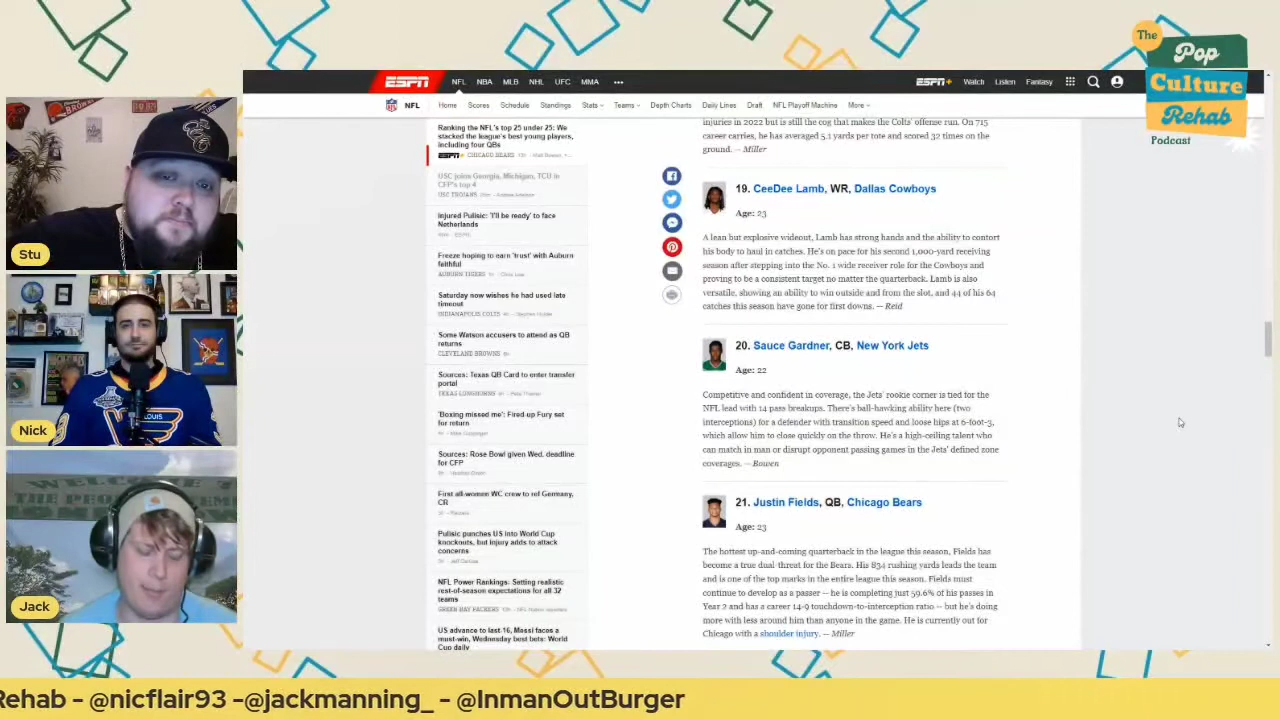 The
Pop
Culture
Rehab
Podcast
ESPN
NFL NBA MLB NHL UFC MMA •••
ESPN+ Watch Listen Fantasy
NFL Home Scores Schedule Standings Stats Teams Depth Charts Daily Lines Draft NFL Playoff Machine More
Ranking the NFL's top 25 under 25: We
stacked the league's best young players,
including four QBs
ESPN+ CHICAGO BEARS
USC joins Georgia, Michigan, TCU in
CFP's top 4
USC TROJANS
Injured Pulisic: 'I'll be ready' to face
Netherlands
Freeze hoping to earn 'trust' with Auburn
faithful
AUBURN TIGERS
Saturday now wishes he had used late
timeout
INDIANAPOLIS COLTS
Some Watson accusers to attend as QB
returns
CLEVELAND BROWNS
Sources: Texas QB Card to enter transfer
portal
TEXAS LONGHORNS
'Boxing missed me': Fired-up Fury set
for return
Sources: Rose Bowl given Wed. deadline
for CFP
First all-women WC crew to ref Germany,
CR
Pulisic punches US into World Cup
knockouts, but injury adds to attack
concerns
NFL Power Rankings: Setting realistic
rest-of-season expectations for all 32
teams
GREEN BAY PACKERS
US advance to last-16, Messi faces a
must-win, Wednesday best bets: World
Cup daily
injuries in 2022 but is still the cog that makes the Colts' offense run. On 715
career carries, he has averaged 5.1 yards per tote and scored 32 times on the
ground. -- Miller
19. CeeDee Lamb, WR, Dallas Cowboys
Age: 23
A lean but explosive wideout, Lamb has strong hands and the ability to contort
his body to haul in catches. He's on pace for his second 1,000-yard receiving
season after stepping into the No. 1 wide receiver role for the Cowboys and
proving to be a consistent target no matter the quarterback. Lamb is also
versatile, showing an ability to win outside and from the slot, and 44 of his 64
catches this season have gone for first downs. -- Reid
20. Sauce Gardner, CB, New York Jets
Age: 22
Competitive and confident in coverage, the Jets' rookie corner is tied for the
NFL lead with 14 pass breakups. There's ball-hawking ability here (two
interceptions) for a defender with transition speed and loose hips at 6-foot-3,
which allow him to close quickly on the throw. He's a high-ceiling talent who
can match in man or disrupt opponent passing games in the Jets' defined zone
coverages. -- Bowen
21. Justin Fields, QB, Chicago Bears
Age: 23
The hottest up-and-coming quarterback in the league this season, Fields has
become a true dual-threat for the Bears. His 834 rushing yards leads the team
and is one of the top marks in the entire league this season. Fields must
continue to develop as a passer -- he is completing just 59.6% of his passes in
Year 2 and has a career 14-9 touchdown-to-interception ratio -- but he's doing
more with less around him than anyone in the game. He is currently out for
Chicago with a shoulder injury. -- Miller
BROWNS
Stu
LOUIS
Nick
THE PEOPLE
Jack
Rehab - @nicflair93 -@jackmanning_ - @InmanOutBurger